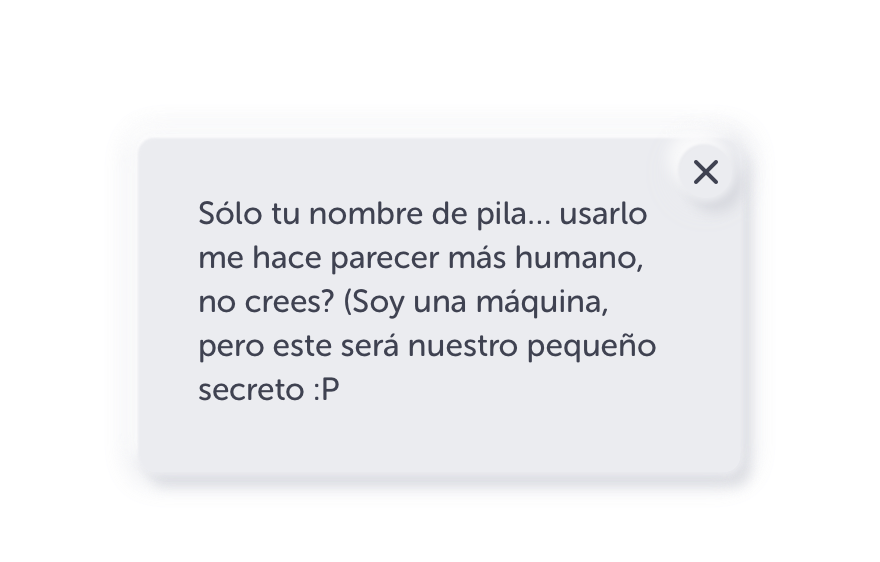 Sólo tu nombre de pila... usarlo
me hace parecer más humano,
no crees? (Soy una máquina,
pero este será nuestro pequeño
secreto :P